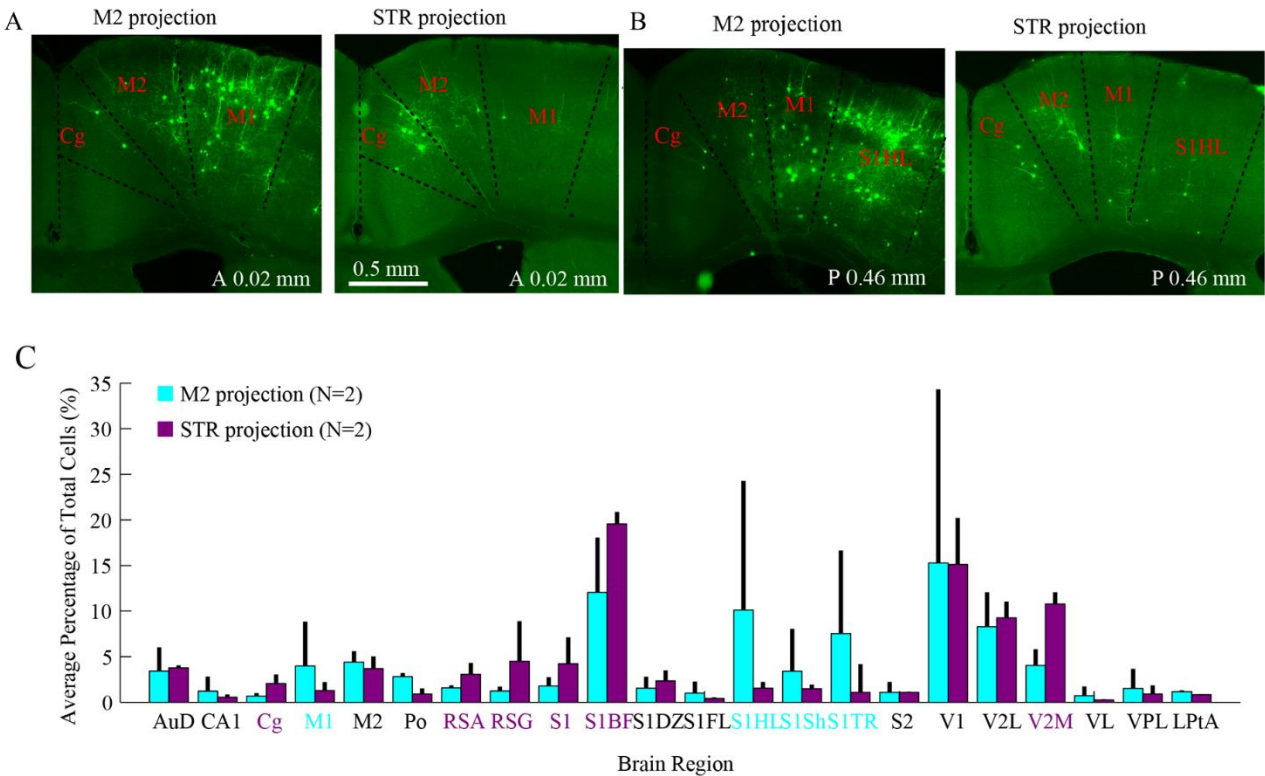 A
M2 projection
STR projection
M2
M1
Cg
A 0.02 mm
M2
M1
Cg
0.5 mm
A 0.02 mm
B
M2 projection
STR projection
M2
M1
Cg
S1HL
P 0.46 mm
M2
M1
Cg
S1HL
P 0.46 mm
C
Average Percentage of Total Cells (%)
35
30
25
20
15
10
5
0
M2 projection (N=2)
STR projection (N=2)
AuD CA1 Cg M1 M2 Po RSA RSG S1 S1BF S1DZ S1FL S1HL S1Sh S1TR S2 V1 V2L V2M VL VPL LPtA
Brain Region